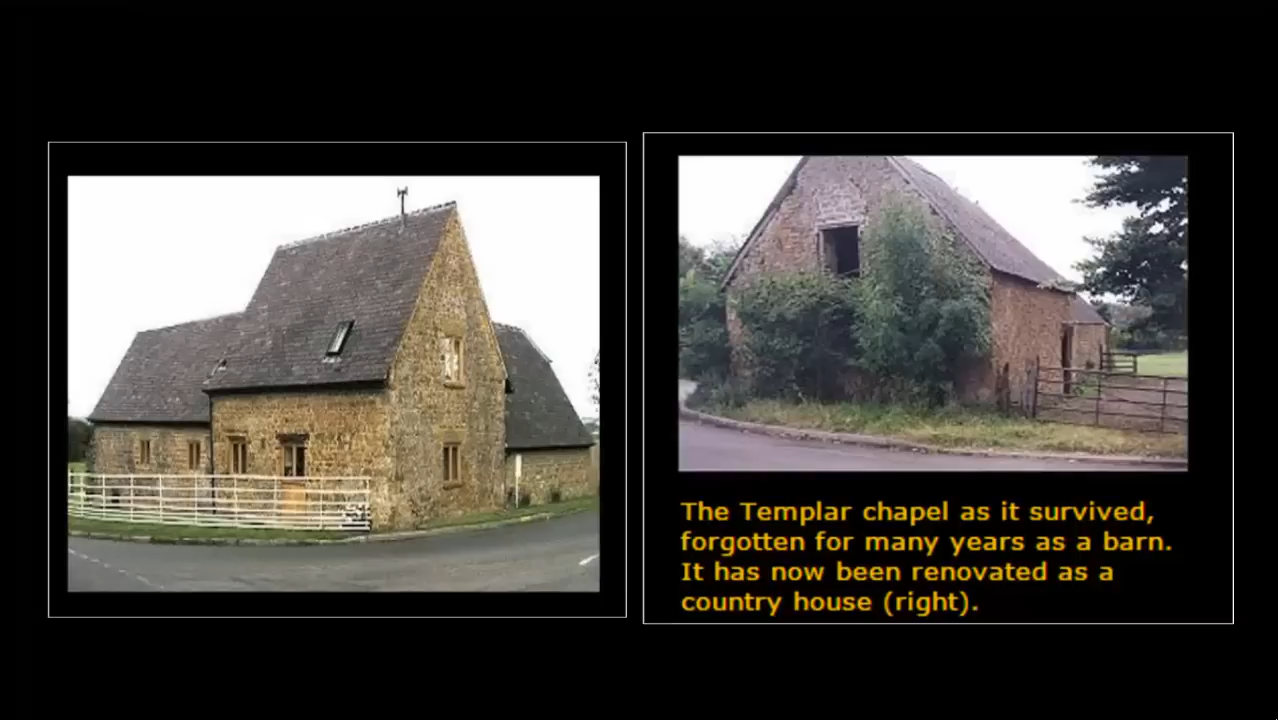 The Templar chapel as it survived,
forgotten for many years as a barn.
It has now been renovated as a
country house (right).